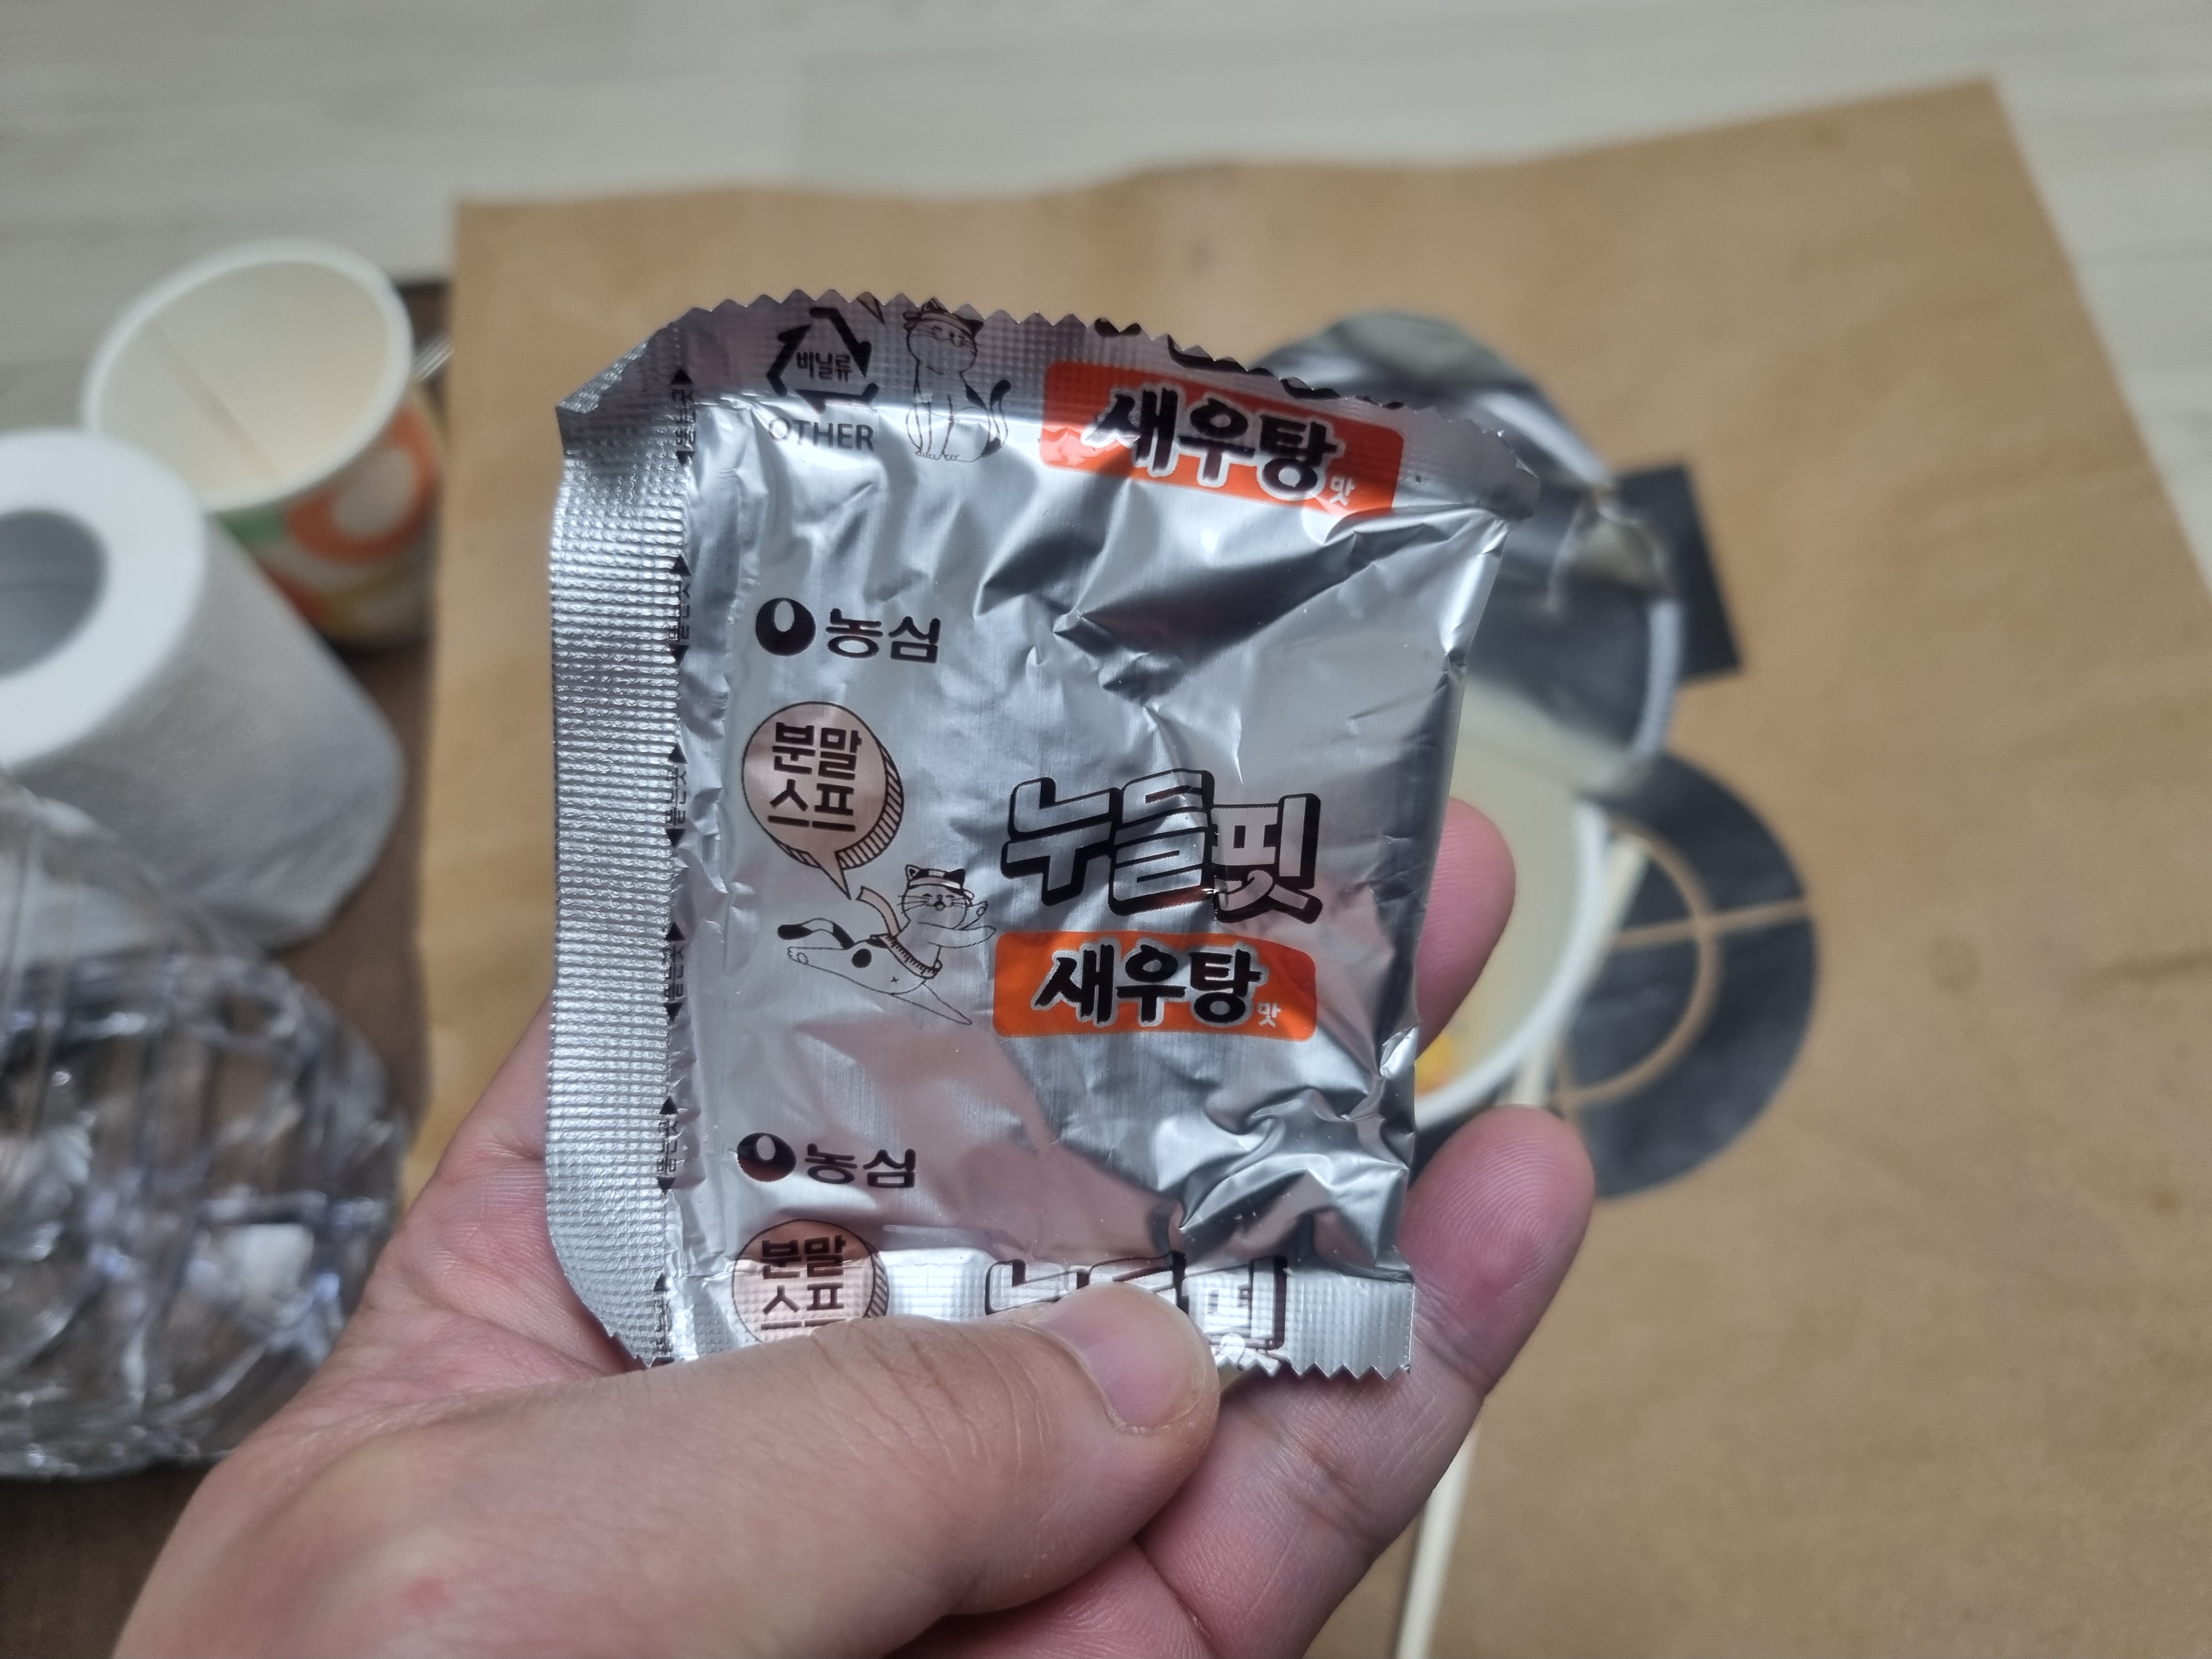 비닐류
OTHER
새우탕맛
농심
분말
스프
누들핏
새우탕맛
농심
분말
스프